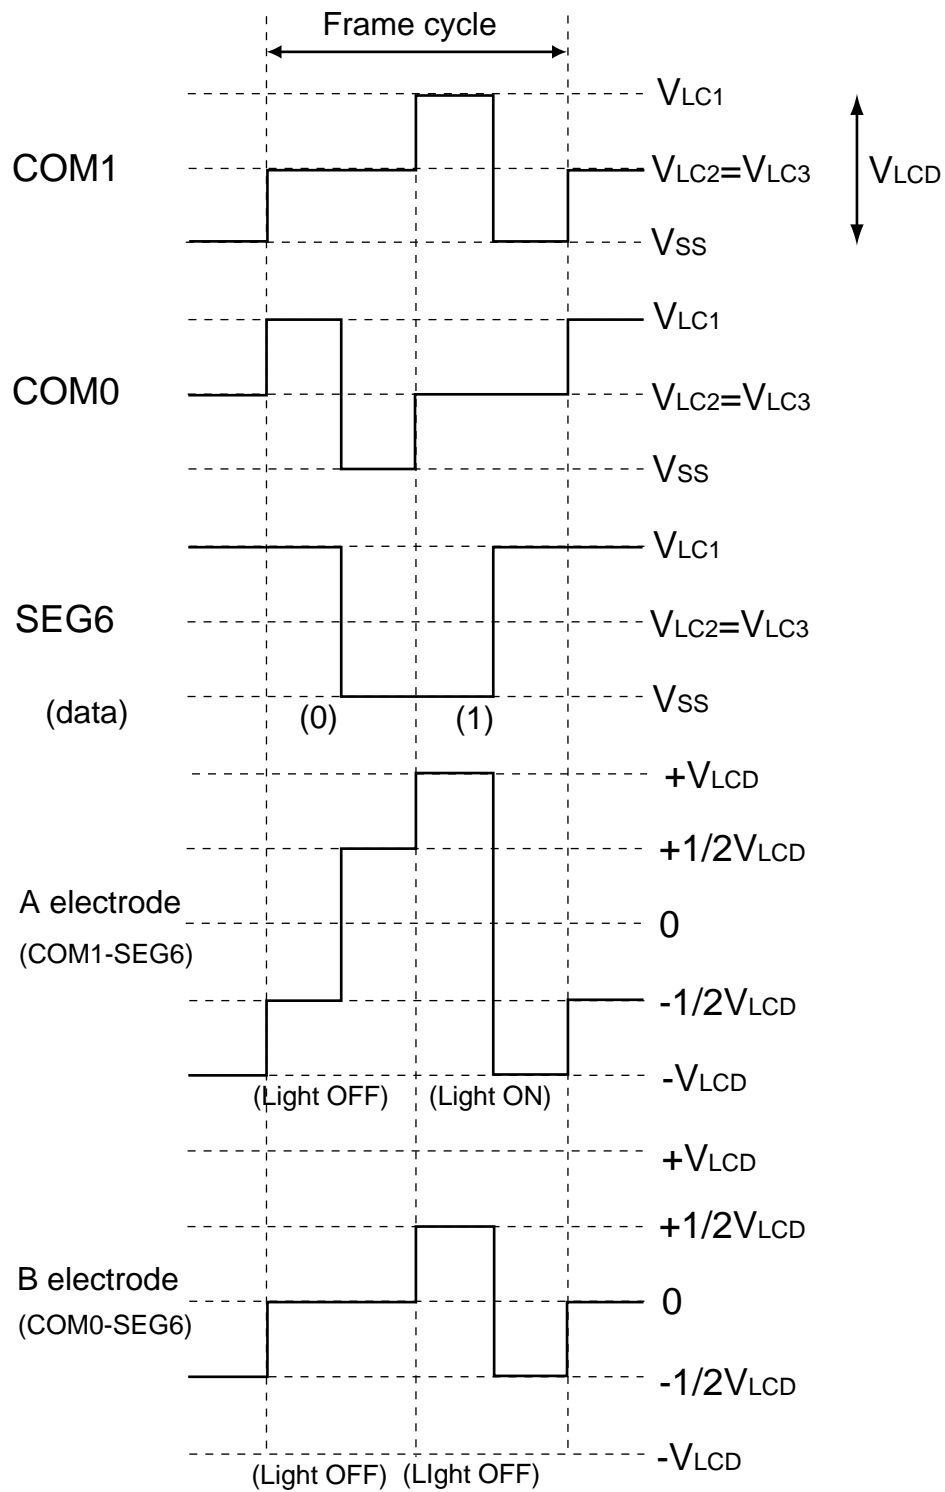 Frame cycle
VLC1
COM1
VLC2=VLC3
VLCD
VSS
VLC1
COM0
VLC2=VLC3
VSS
VLC1
SEG6
VLC2=VLC3
VSS
(data)
(0)
(1)
+VLCD
+1/2VLCD
A electrode
0
(COM1-SEG6)
-1/2VLCD
-VLCD
(Light OFF)
(Light ON)
+VLCD
+1/2VLCD
B electrode
0
(COM0-SEG6)
-1/2VLCD
-VLCD
(Light OFF)
(LIght OFF)